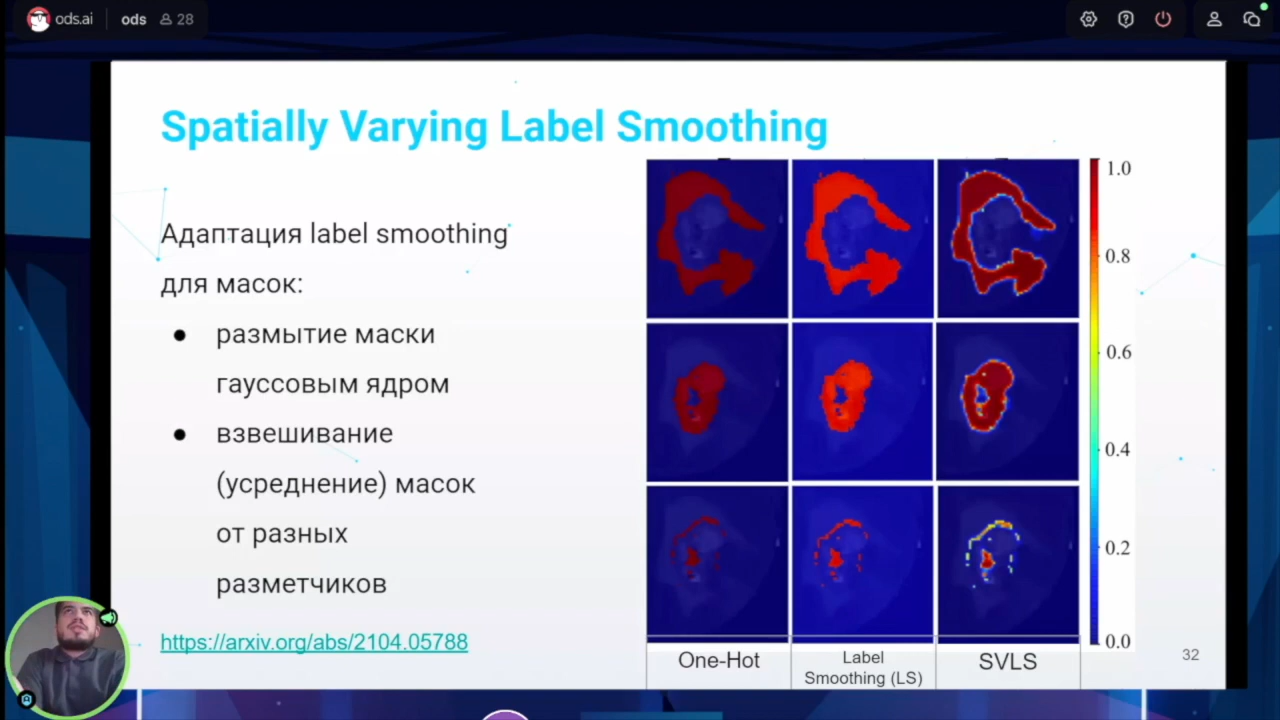 ods.ai
ods
28
Spatially Varying Label Smoothing
Адаптация label smoothing
для масок:
● размытие маски
гауссовым ядром
● взвешивание
(усреднение) масок
от разных
разметчиков
https://arxiv.org/abs/2104.05788
1.0
0.8
0.6
0.4
0.2
0.0
One-Hot
Label
Smoothing (LS)
SVLS
32